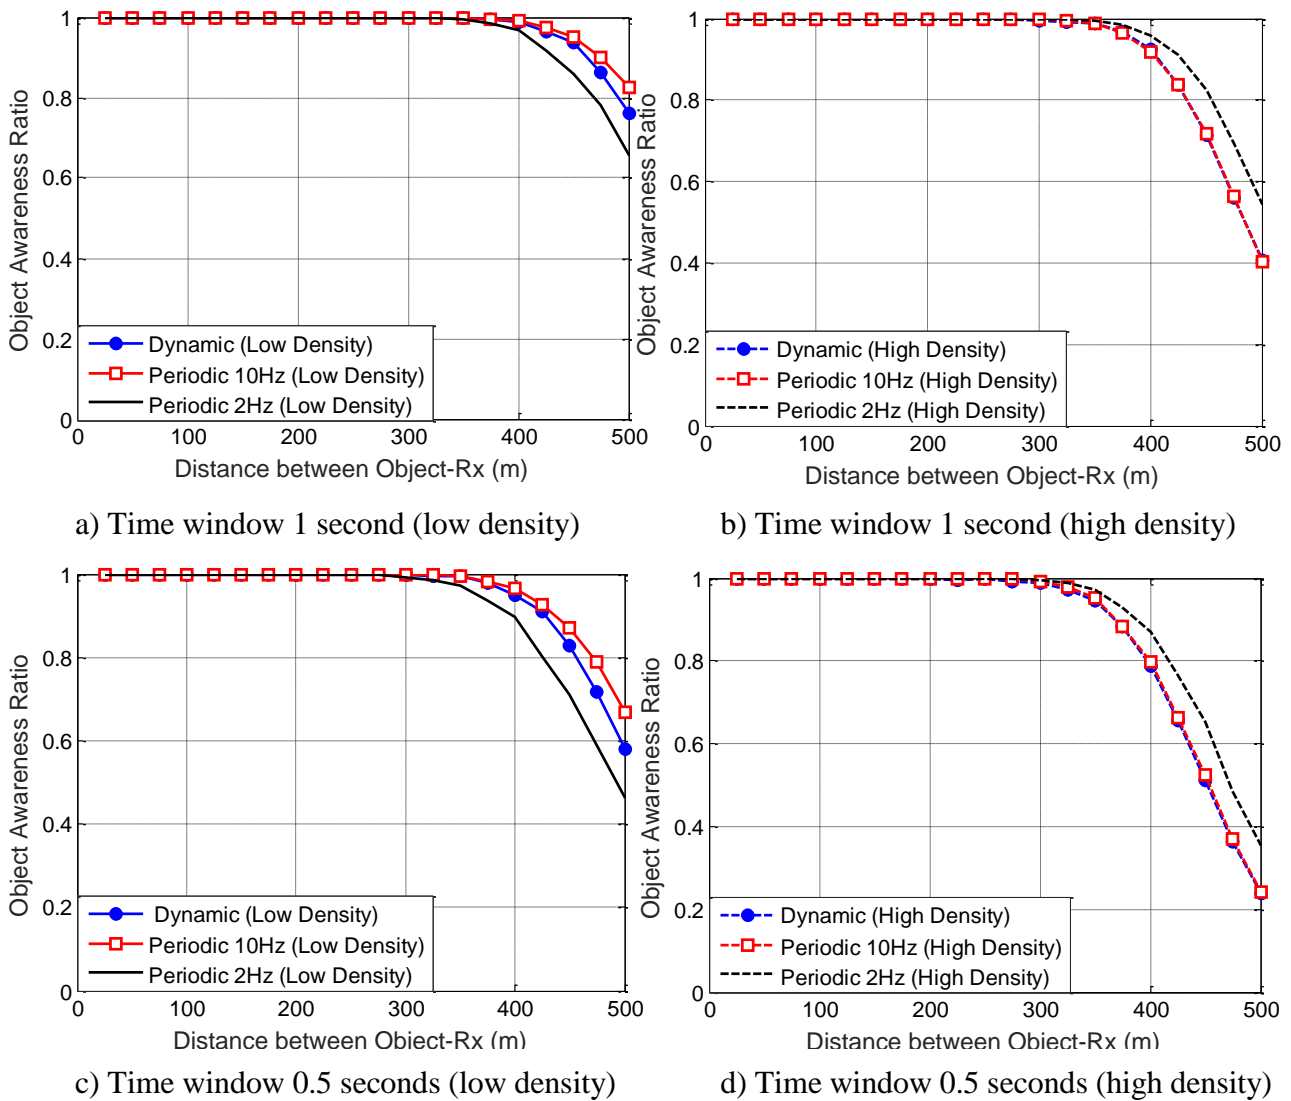 1
0.8
0.6
0.4
0.2
0
Object Awareness Ratio
Dynamic (Low Density)
Periodic 10Hz (Low Density)
Periodic 2Hz (Low Density)
0 100 200 300 400 500
Distance between Object-Rx (m)
a) Time window 1 second (low density)
1
0.8
0.6
0.4
0.2
0
Object Awareness Ratio
Dynamic (High Density)
Periodic 10Hz (High Density)
Periodic 2Hz (High Density)
0 100 200 300 400 500
Distance between Object-Rx (m)
b) Time window 1 second (high density)
1
0.8
0.6
0.4
0.2
0
Object Awareness Ratio
Dynamic (Low Density)
Periodic 10Hz (Low Density)
Periodic 2Hz (Low Density)
0 100 200 300 400 500
Distance between Object-Rx (m)
c) Time window 0.5 seconds (low density)
1
0.8
0.6
0.4
0.2
0
Object Awareness Ratio
Dynamic (High Density)
Periodic 10Hz (High Density)
Periodic 2Hz (High Density)
0 100 200 300 400 500
Distance between Object-Rx (m)
d) Time window 0.5 seconds (high density)